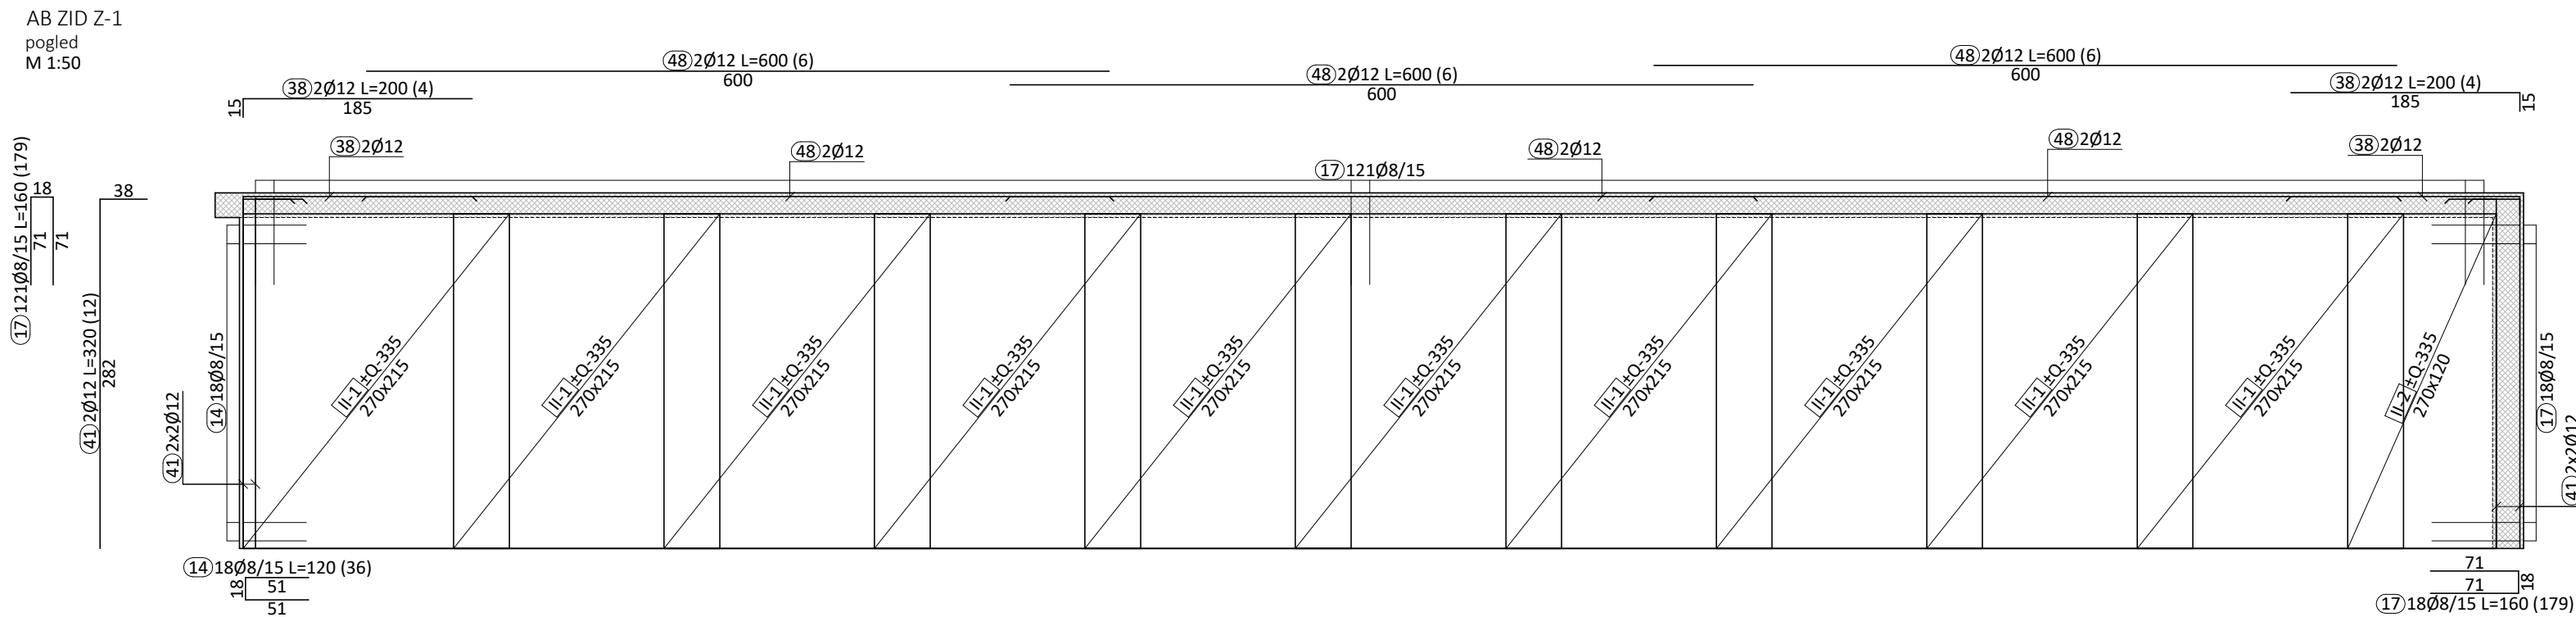 AB ZID Z-1
pogled
M 1:50
48 2Ø12 L=600 (6)
600
48 2Ø12 L=600 (6)
600
48 2Ø12 L=600 (6)
600
15
38 2Ø12 L=200 (4)
185
38 2Ø12 L=200 (4)
185
15
38 2Ø12
48 2Ø12
17 121Ø8/15
48 2Ø12
48 2Ø12
38 2Ø12
17 121Ø8/15 L=160 (179)
18
71
71
38
41 2Ø12 L=320 (12)
282
41 2x2Ø12
14 18Ø8/15
II-1 ±Q-335
270x215
II-1 ±Q-335
270x215
II-1 ±Q-335
270x215
II-1 ±Q-335
270x215
II-1 ±Q-335
270x215
II-1 ±Q-335
270x215
II-1 ±Q-335
270x215
II-1 ±Q-335
270x215
II-1 ±Q-335
270x215
II-1 ±Q-335
270x215
II-2 ±Q-335
270x120
17 18Ø8/15
41 2x2Ø12
14 18Ø8/15 L=120 (36)
18
51
51
71
71
18
17 18Ø8/15 L=160 (179)